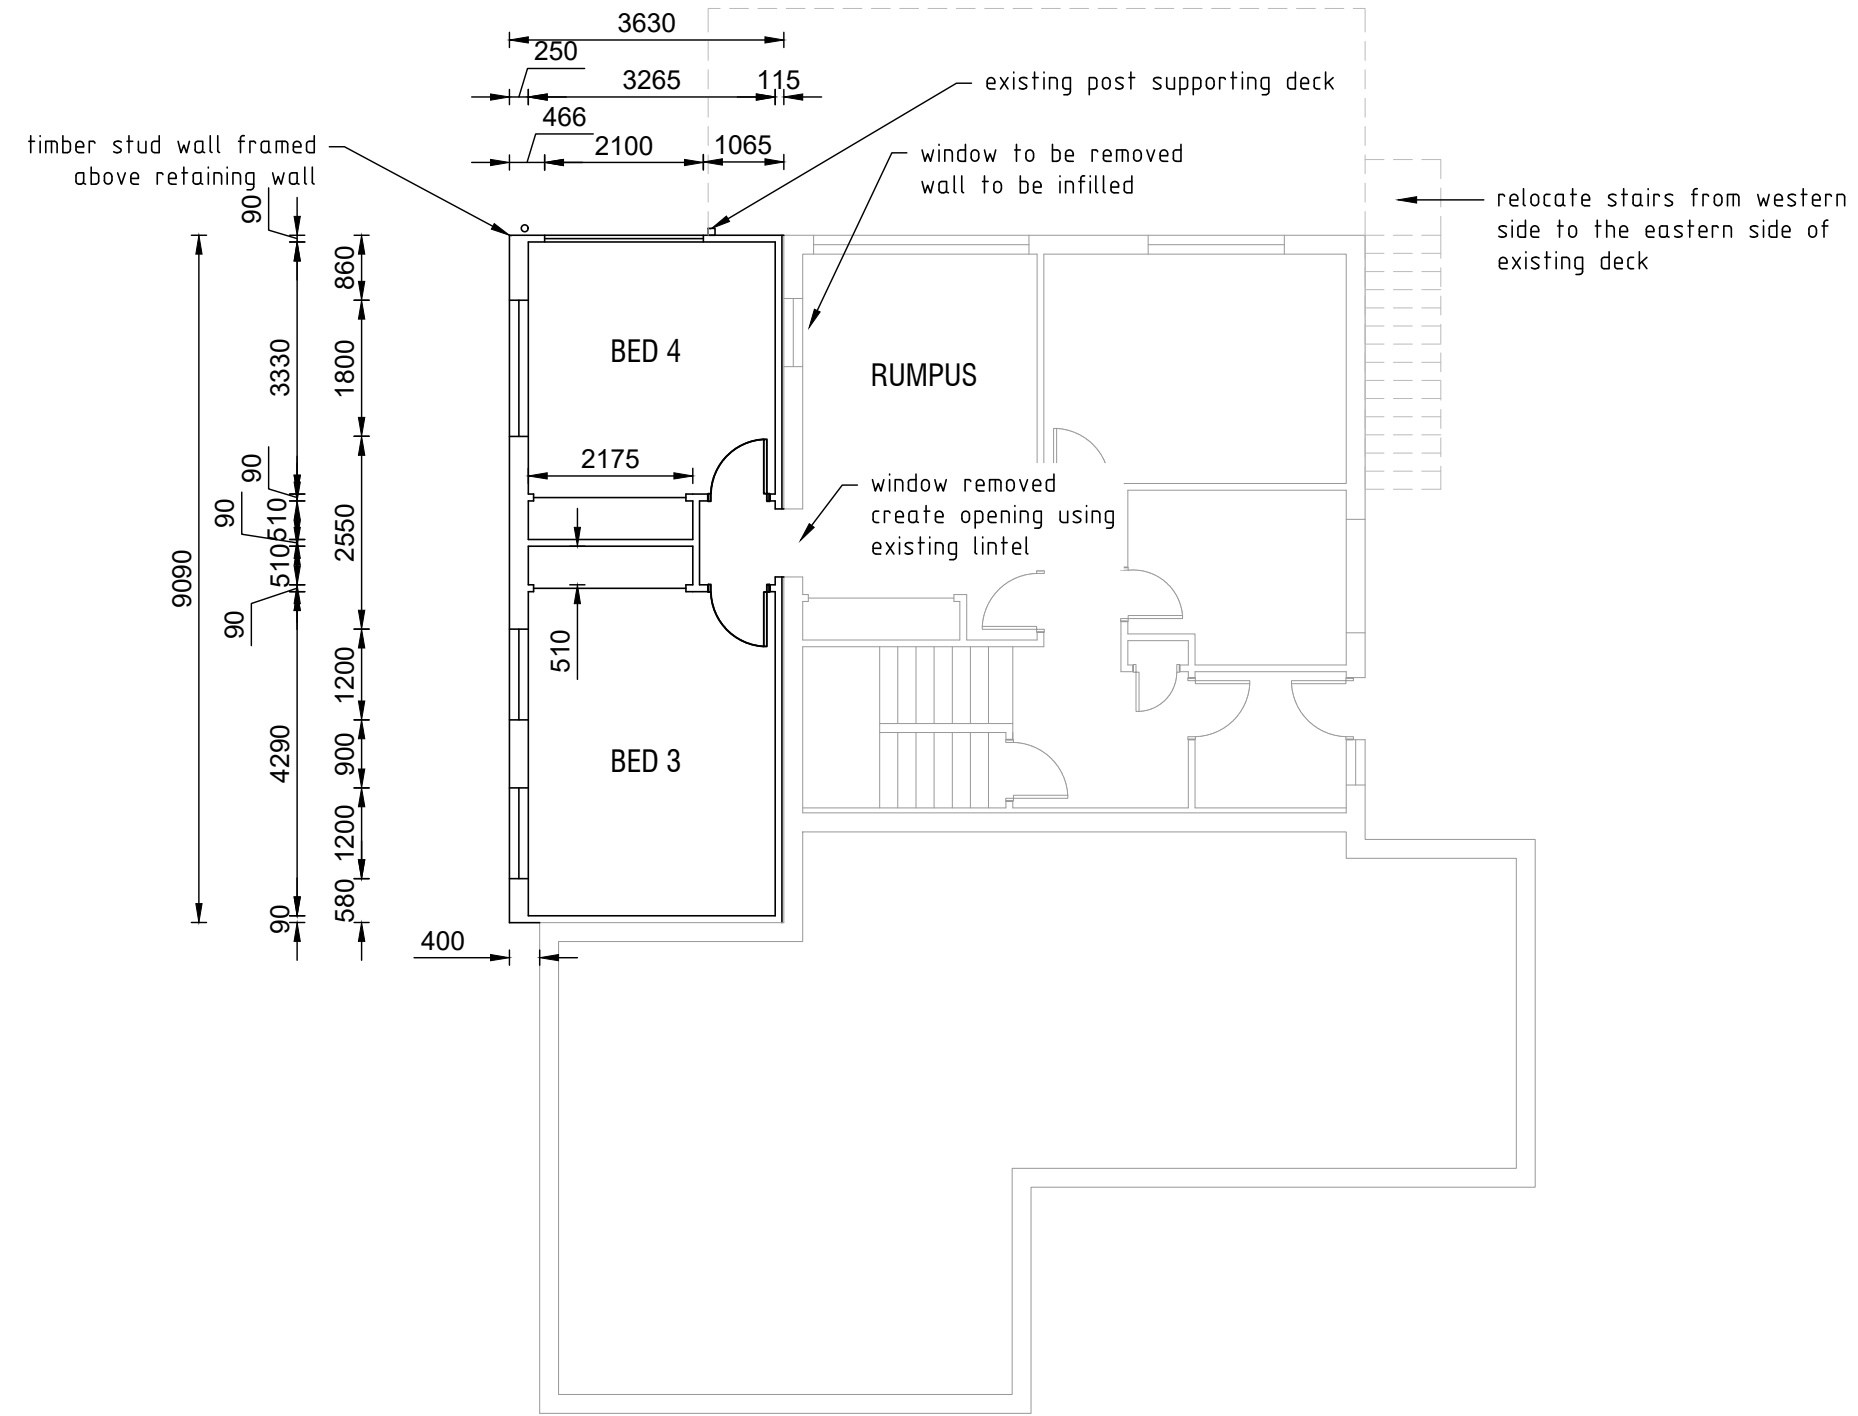 3630
250
3265
115
466
2100
1065
existing post supporting deck
timber stud wall framed
above retaining wall
window to be removed
wall to be infilled
relocate stairs from western
side to the eastern side of
existing deck
90
860
3330
1800
BED 4
RUMPUS
90
2175
90
510
2550
window removed
create opening using
existing lintel
510
9090
90
510
1200
4290
900
BED 3
1200
580
90
400